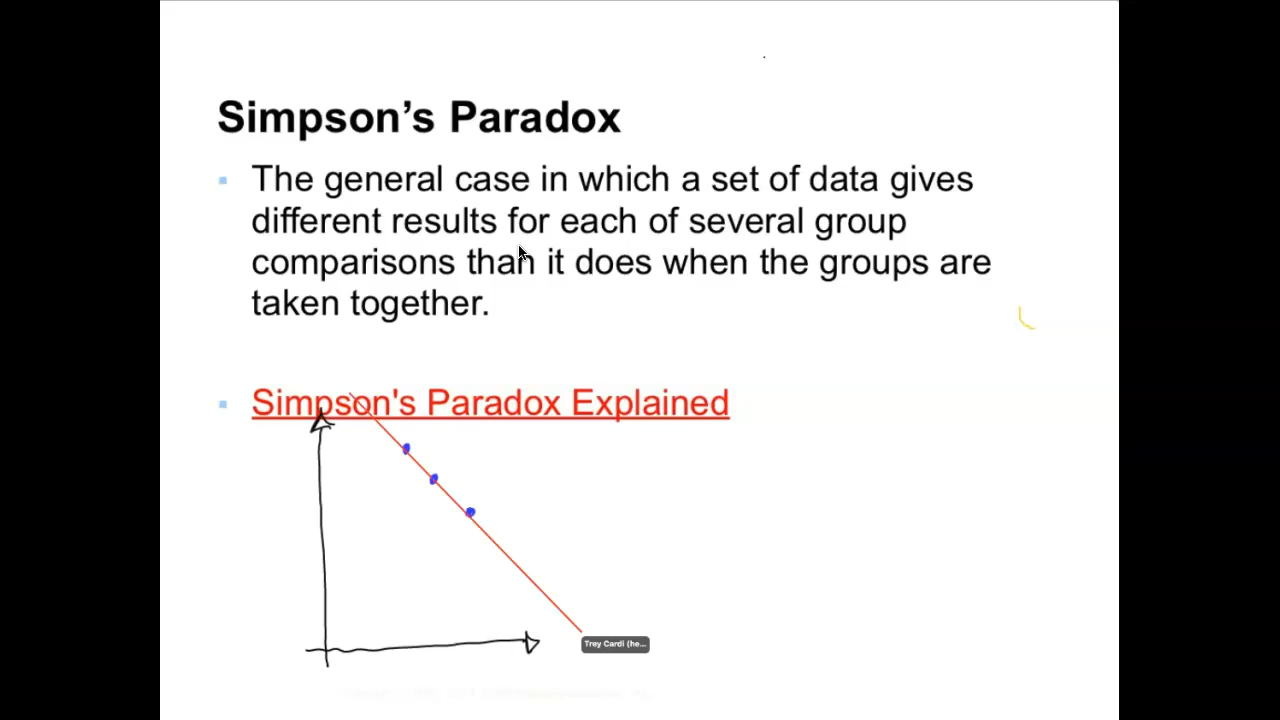 Simpson’s Paradox
The general case in which a set of data gives
different results for each of several group
comparisons than it does when the groups are
taken together.
Simpson's Paradox Explained
Trey Cardi (he...